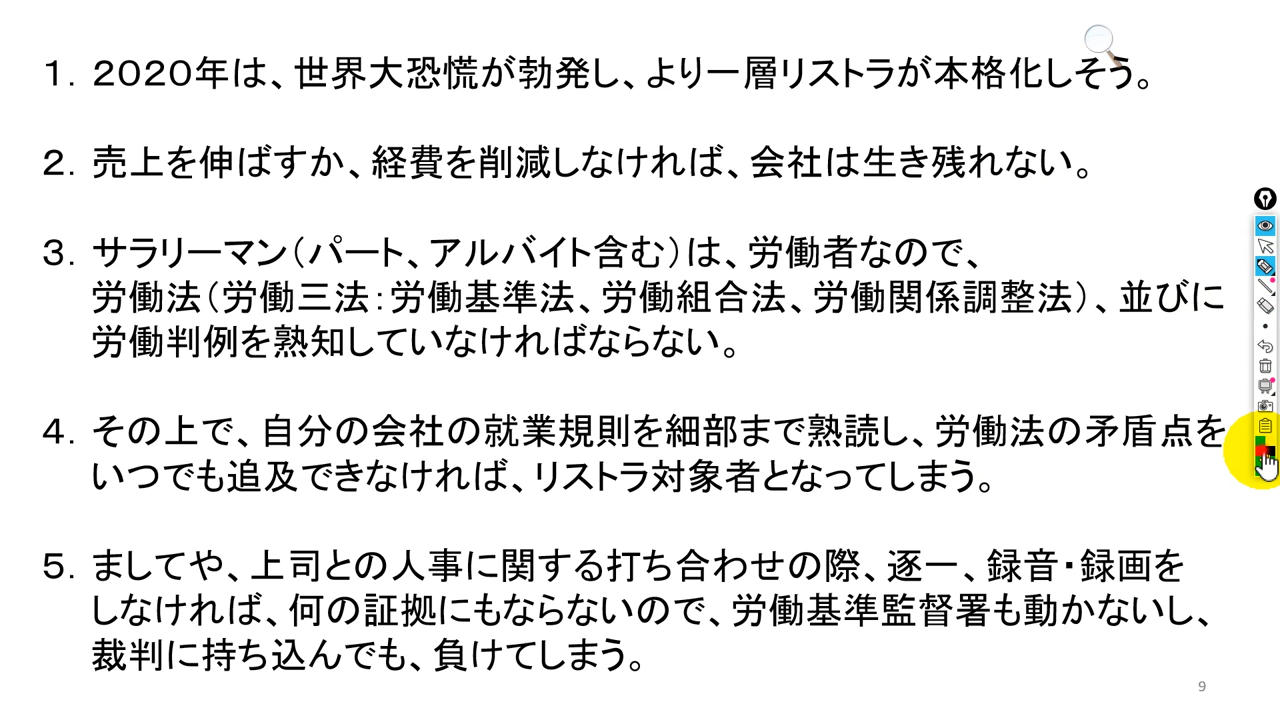 １．２０２０年は、世界大恐慌が勃発し、より一層リストラが本格化しそう。
２．売上を伸ばすか、経費を削減しなければ、会社は生き残れない。
３．サラリーマン（パート、アルバイト含む）は、労働者なので、
労働法（労働三法：労働基準法、労働組合法、労働関係調整法）、並びに
労働判例を熟知していなければならない。
４．その上で、自分の会社の就業規則を細部まで熟読し、労働法の矛盾点を
いつでも追及できなければ、リストラ対象者となってしまう。
５．ましてや、上司との人事に関する打ち合わせの際、逐一、録音・録画を
しなければ、何の証拠にもならないので、労働基準監督署も動かないし、
裁判に持ち込んでも、負けてしまう。
9